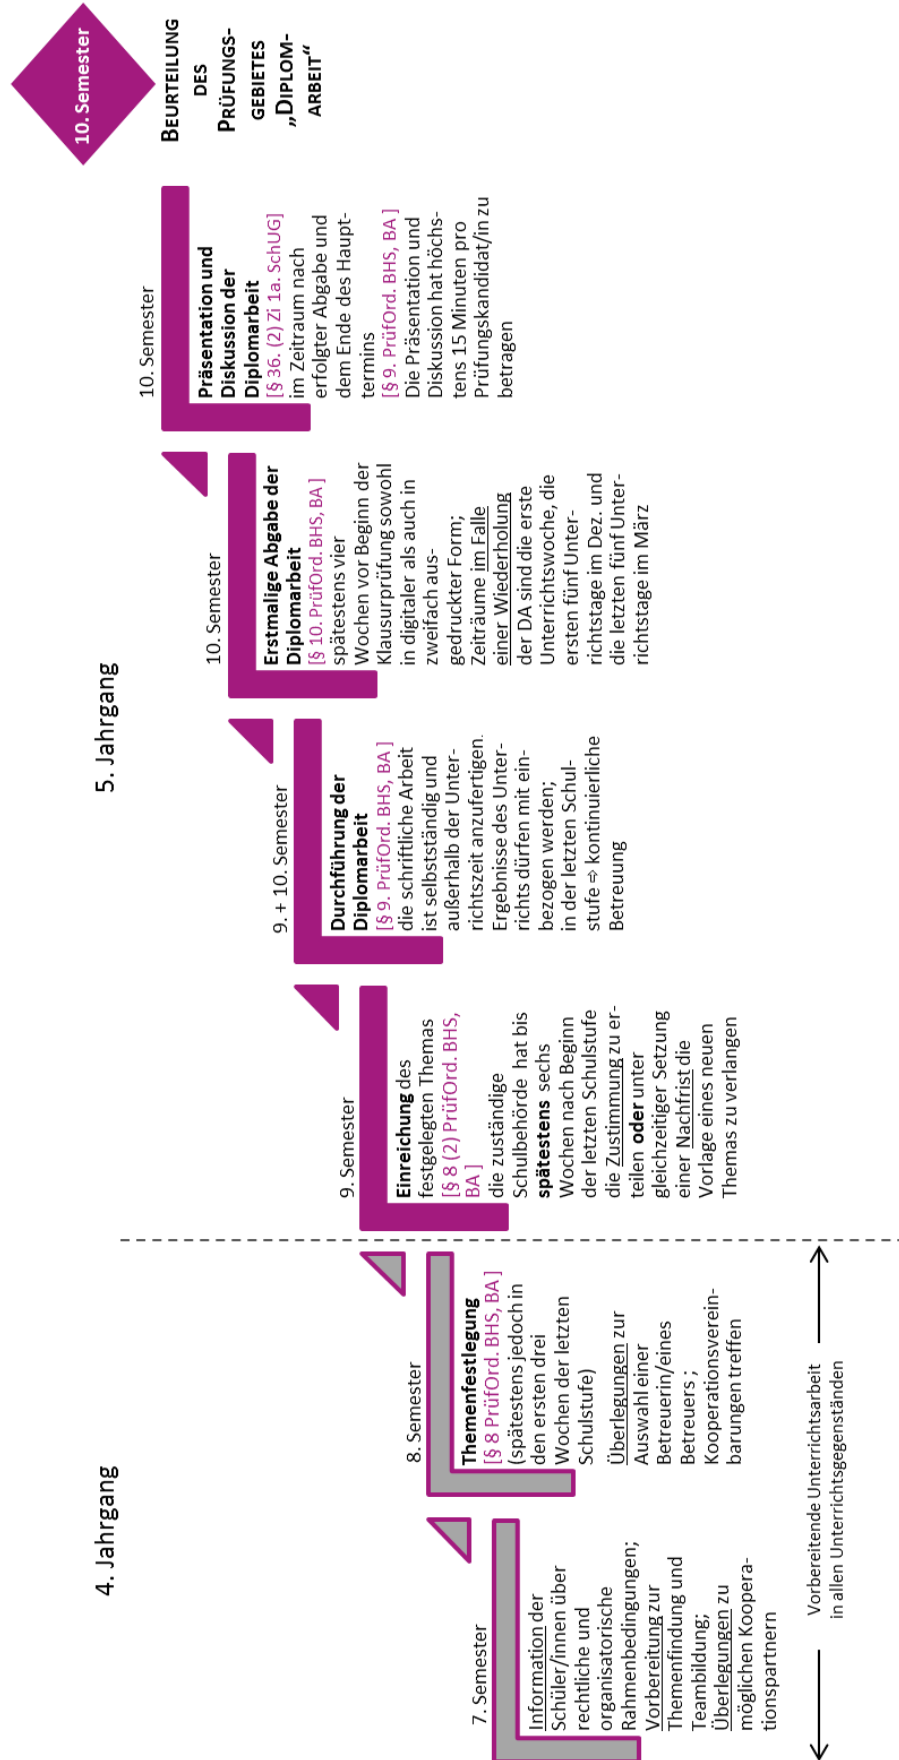 4. Jahrgang
5. Jahrgang
7. Semester
Information der
Schüler/innen über
rechtliche und
organisatorische
Rahmenbedingungen;
Vorbereitung zur
Themenfindung und
Teambildung;
Überlegungen zu
möglichen Koopera-
tionspartnern
8. Semester
Themenfestlegung
[§ 8 PrüfOrd. BHS, BA ]
(spätestens jedoch in
den ersten drei
Wochen der letzten
Schulstufe)
Überlegungen zur
Auswahl einer
Betreuerin/eines
Betreuers ;
Kooperationsverein-
barungen treffen
Vorbereitende Unterrichtsarbeit
in allen Unterrichtsgegenständen
9. Semester
Einreichung des
festgelegten Themas
[§ 8 (2) PrüfOrd. BHS,
BA ]
die zuständige
Schulbehörde hat bis
spätestens sechs
Wochen nach Beginn
der letzten Schulstufe
die Zustimmung zu er-
teilen oder unter
gleichzeitiger Setzung
einer Nachfrist die
Vorlage eines neuen
Themas zu verlangen
9. + 10. Semester
Durchführung der
Diplomarbeit
[§ 9. PrüfOrd. BHS, BA ]
die schriftliche Arbeit
ist selbstständig und
außerhalb der Unter-
richtszeit anzufertigen.
Ergebnisse des Unter-
richts dürfen mit ein-
bezogen werden;
in der letzten Schul-
stufe ⇨ kontinuierliche
Betreuung
10. Semester
Erstmalige Abgabe der
Diplomarbeit
[§ 10. PrüfOrd. BHS, BA ]
spätestens vier
Wochen vor Beginn der
Klausurprüfung sowohl
in digitaler als auch in
zweifach aus-
gedruckter Form;
Zeiträume im Falle
einer Wiederholung
der DA sind die erste
Unterrichtswoche, die
ersten fünf Unter-
richtstage im Dez. und
die letzten fünf Unter-
richtstage im März
10. Semester
Präsentation und
Diskussion der
Diplomarbeit
[§ 36. (2) Zi 1a. SchUG]
im Zeitraum nach
erfolgter Abgabe und
dem Ende des Haupt-
termins
[§ 9. PrüfOrd. BHS, BA ]
Die Präsentation und
Diskussion hat höchs-
tens 15 Minuten pro
Prüfungskandidat/in zu
betragen
10. Semester
BEURTEILUNG
DES
PRÜFUNGS-
GEBIETES
„DIPLOM-
ARBEIT“